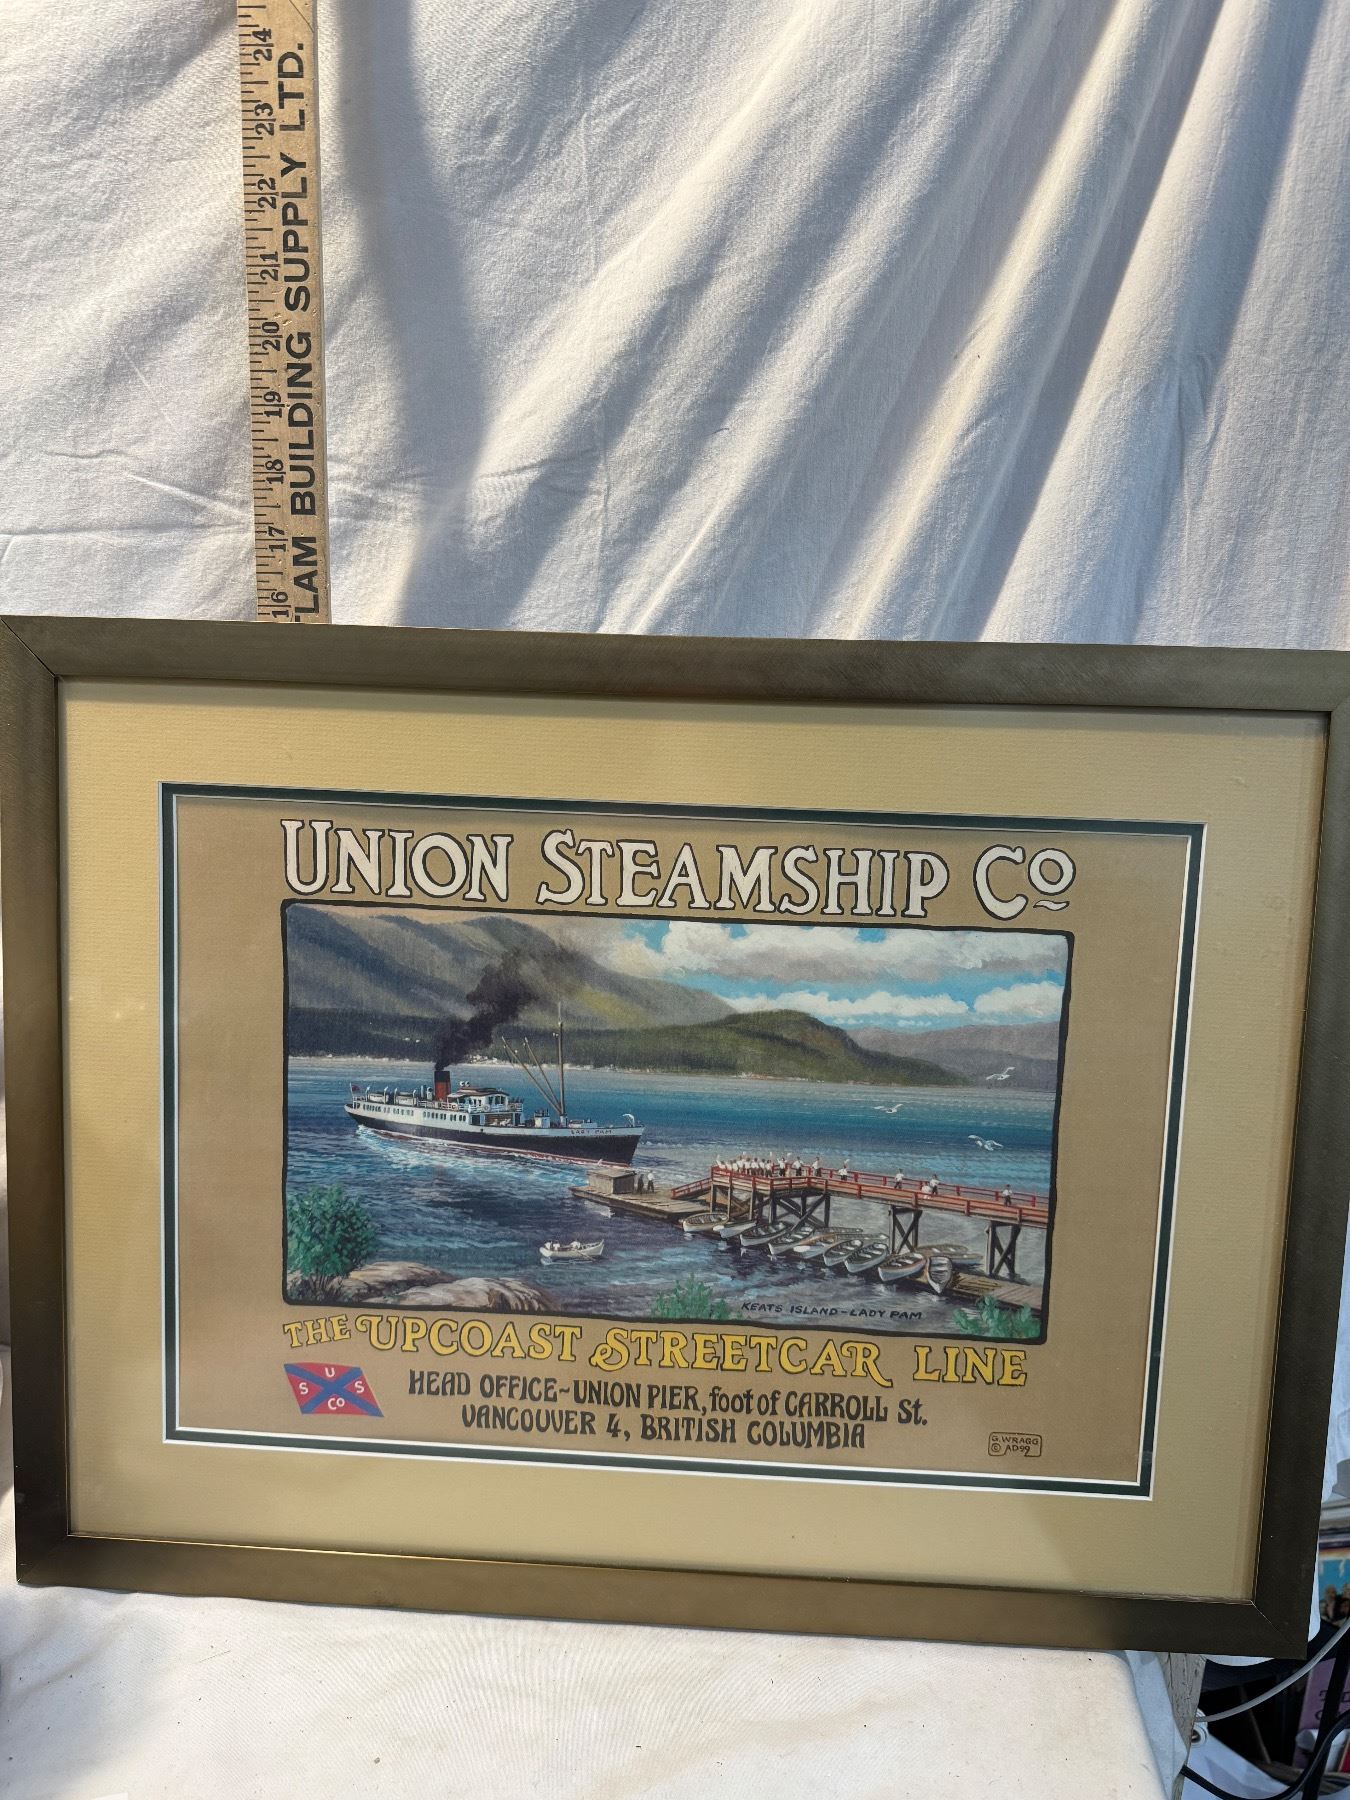 24
23
22
21
20
19
18
17
16
LAM BUILDING SUPPLY LTD.
UNION STEAMSHIP Co
LADY PAM
KEATS ISLAND-LADY PAM
THE UPCOAST STREETCAR LINE
U
S S
Co
HEAD OFFICE~UNION PIER, foot of CARROLL St.
VANCOUVER 4, BRITISH COLUMBIA
G.WRAGG
© AD99